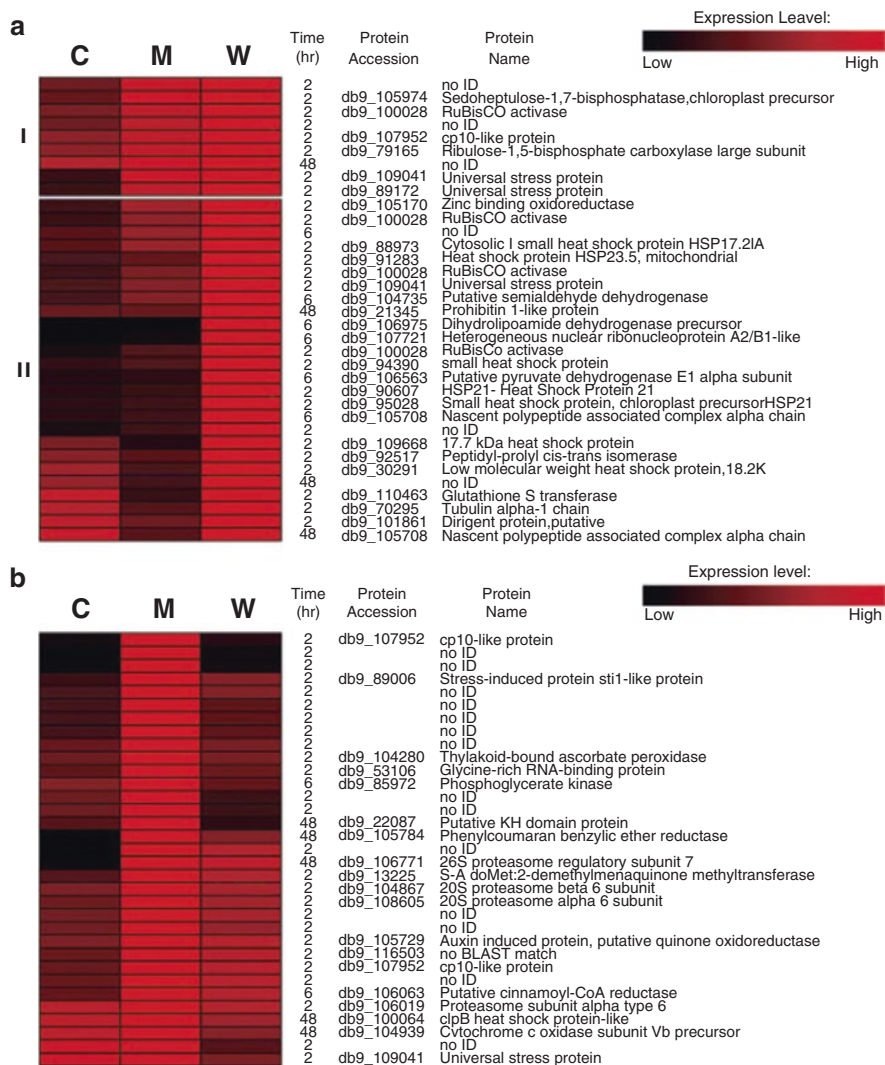 a
C M W
Time (hr) Protein Accession Protein Name
Expression Leavel:
Low High
I
2 no ID
2 db9_105974 Sedoheptulose-1,7-bisphosphatase,chloroplast precursor
2 db9_100028 RuBisCO activase
2 no ID
2 db9_107952 cp10-like protein
2 db9_79165 Ribulose-1,5-bisphosphate carboxylase large subunit
48 no ID
2 db9_109041 Universal stress protein
2 db9_89172 Universal stress protein
II
2 db9_105170 Zinc binding oxidoreductase
2 db9_100028 RuBisCO activase
6 no ID
2 db9_88973 Cytosolic I small heat shock protein HSP17.2IA
2 db9_91283 Heat shock protein HSP23.5, mitochondrial
2 db9_100028 RuBisCO activase
2 db9_109041 Universal stress protein
6 db9_104735 Putative semialdehyde dehydrogenase
48 db9_21345 Prohibitin 1-like protein
6 db9_106975 Dihydrolipoamide dehydrogenase precursor
6 db9_107721 Heterogeneous nuclear ribonucleoprotein A2/B1-like
2 db9_100028 RuBisCo activase
2 db9_94390 small heat shock protein
6 db9_106563 Putative pyruvate dehydrogenase E1 alpha subunit
2 db9_90607 HSP21- Heat Shock Protein 21
2 db9_95028 Small heat shock protein, chloroplast precursorHSP21
6 db9_105708 Nascent polypeptide associated complex alpha chain
2 no ID
2 db9_109668 17.7 kDa heat shock protein
2 db9_92517 Peptidyl-prolyl cis-trans isomerase
2 db9_30291 Low molecular weight heat shock protein,18.2K
48 no ID
2 db9_110463 Glutathione S transferase
2 db9_70295 Tubulin alpha-1 chain
2 db9_101861 Dirigent protein,putative
48 db9_105708 Nascent polypeptide associated complex alpha chain
b
C M W
Time (hr) Protein Accession Protein Name
Expression level:
Low High
2 db9_107952 cp10-like protein
2 no ID
2 no ID
2 db9_89006 Stress-induced protein sti1-like protein
2 no ID
2 no ID
2 no ID
2 no ID
2 no ID
2 db9_104280 Thylakoid-bound ascorbate peroxidase
2 db9_53106 Glycine-rich RNA-binding protein
6 db9_85972 Phosphoglycerate kinase
2 no ID
2 no ID
48 db9_22087 Putative KH domain protein
48 db9_105784 Phenylcoumaran benzylic ether reductase
2 no ID
48 db9_106771 26S proteasome regulatory subunit 7
2 db9_13225 S-A doMet:2-demethylmenaquinone methyltransferase
2 db9_104867 20S proteasome beta 6 subunit
2 db9_108605 20S proteasome alpha 6 subunit
2 no ID
2 no ID
2 db9_105729 Auxin induced protein, putative quinone oxidoreductase
2 db9_116503 no BLAST match
2 db9_107952 cp10-like protein
2 no ID
6 db9_106063 Putative cinnamoyl-CoA reductase
2 db9_106019 Proteasome subunit alpha type 6
48 db9_100064 clpB heat shock protein-like
48 db9_104939 Cvtochrome c oxidase subunit Vb precursor
2 no ID
2 db9_109041 Universal stress protein